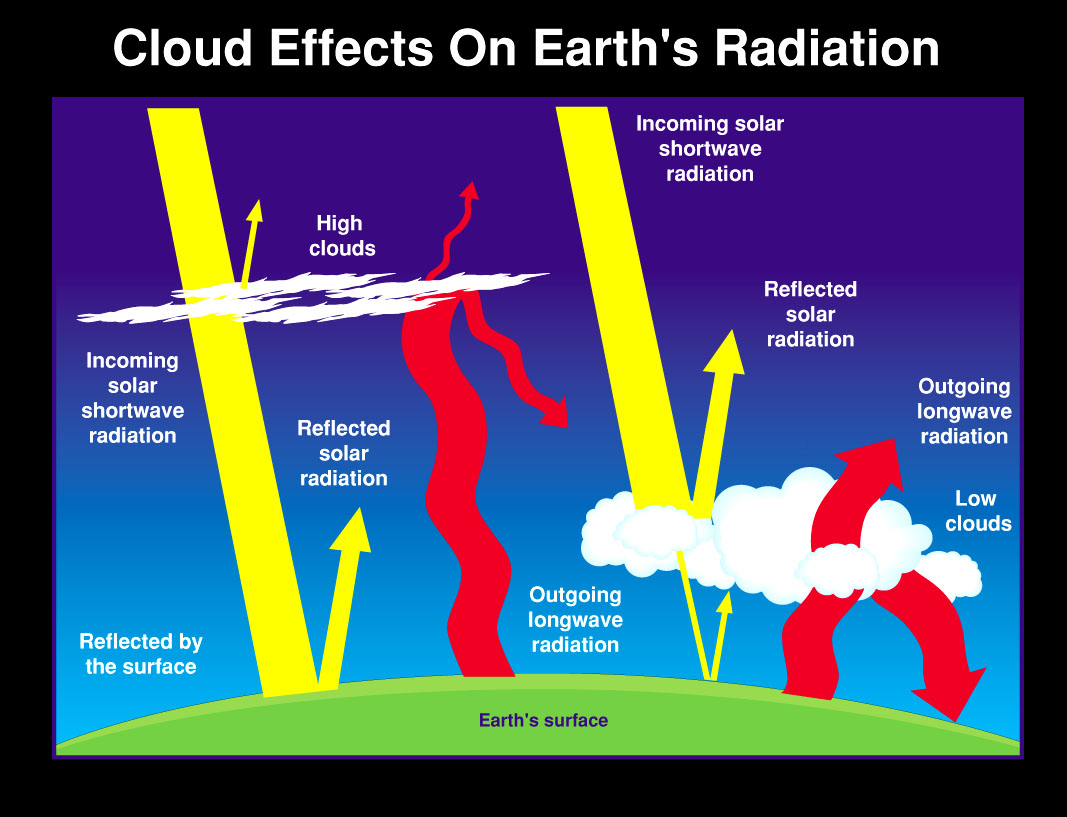 Cloud Effects On Earth's Radiation
Incoming solar
shortwave
radiation
High
clouds
Reflected
solar
radiation
Incoming
solar
shortwave
radiation
Outgoing
longwave
radiation
Reflected
solar
radiation
Low
clouds
Outgoing
longwave
radiation
Reflected by
the surface
Earth's surface